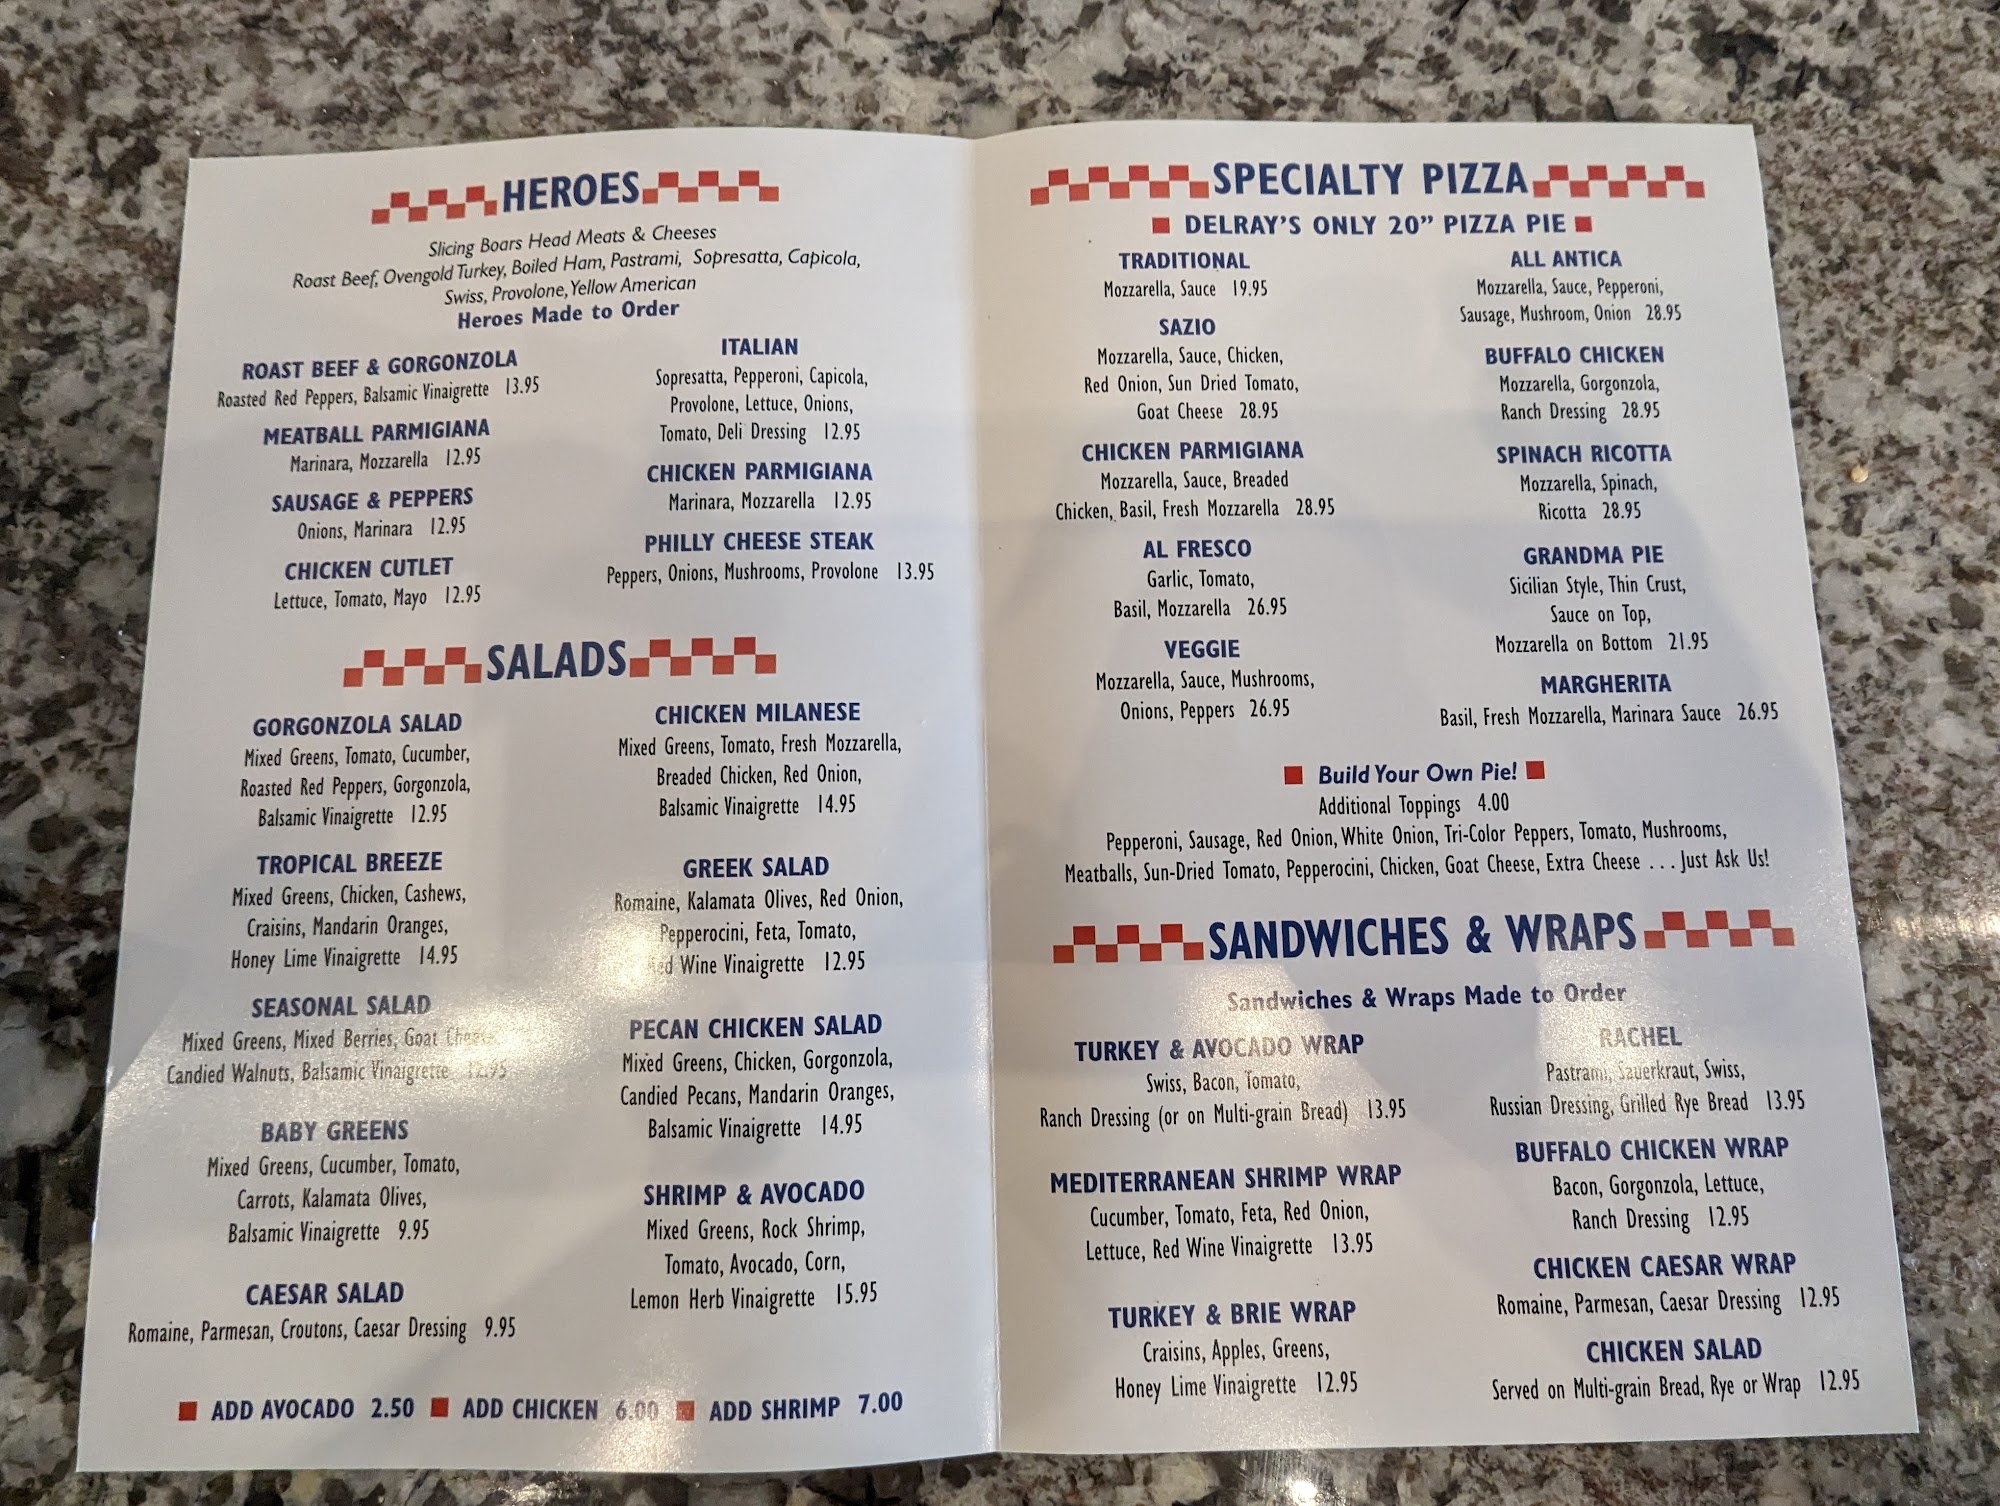 HEROES
Slicing Boars Head Meats & Cheeses
Roast Beef, Ovengold Turkey, Boiled Ham, Pastrami, Sopresatta, Capicola,
Swiss, Provolone, Yellow American
Heroes Made to Order
ROAST BEEF & GORGONZOLA
Roasted Red Peppers, Balsamic Vinaigrette 13.95
MEATBALL PARMIGIANA
Marinara, Mozzarella 12.95
SAUSAGE & PEPPERS
Onions, Marinara 12.95
CHICKEN CUTLET
Lettuce, Tomato, Mayo 12.95
ITALIAN
Sopresatta, Pepperoni, Capicola,
Provolone, Lettuce, Onions,
Tomato, Deli Dressing 12.95
CHICKEN PARMIGIANA
Marinara, Mozzarella 12.95
PHILLY CHEESE STEAK
Peppers, Onions, Mushrooms, Provolone 13.95
SALADS
GORGONZOLA SALAD
Mixed Greens, Tomato, Cucumber,
Roasted Red Peppers, Gorgonzola,
Balsamic Vinaigrette 12.95
TROPICAL BREEZE
Mixed Greens, Chicken, Cashews,
Craisins, Mandarin Oranges,
Honey Lime Vinaigrette 14.95
SEASONAL SALAD
Mixed Greens, Mixed Berries, Goat Cheese,
Candied Walnuts, Balsamic Vinaigrette 12.95
BABY GREENS
Mixed Greens, Cucumber, Tomato,
Carrots, Kalamata Olives,
Balsamic Vinaigrette 9.95
CAESAR SALAD
Romaine, Parmesan, Croutons, Caesar Dressing 9.95
CHICKEN MILANESE
Mixed Greens, Tomato, Fresh Mozzarella,
Breaded Chicken, Red Onion,
Balsamic Vinaigrette 14.95
GREEK SALAD
Romaine, Kalamata Olives, Red Onion,
Pepperocini, Feta, Tomato,
Red Wine Vinaigrette 12.95
PECAN CHICKEN SALAD
Mixed Greens, Chicken, Gorgonzola,
Candied Pecans, Mandarin Oranges,
Balsamic Vinaigrette 14.95
SHRIMP & AVOCADO
Mixed Greens, Rock Shrimp,
Tomato, Avocado, Corn,
Lemon Herb Vinaigrette 15.95
ADD AVOCADO 2.50 ADD CHICKEN 6.00 ADD SHRIMP 7.00
SPECIALTY PIZZA
DELRAY'S ONLY 20" PIZZA PIE
TRADITIONAL
Mozzarella, Sauce 19.95
SAZIO
Mozzarella, Sauce, Chicken,
Red Onion, Sun Dried Tomato,
Goat Cheese 28.95
CHICKEN PARMIGIANA
Mozzarella, Sauce, Breaded
Chicken, Basil, Fresh Mozzarella 28.95
AL FRESCO
Garlic, Tomato,
Basil, Mozzarella 26.95
VEGGIE
Mozzarella, Sauce, Mushrooms,
Onions, Peppers 26.95
ALL ANTICA
Mozzarella, Sauce, Pepperoni,
Sausage, Mushroom, Onion 28.95
BUFFALO CHICKEN
Mozzarella, Gorgonzola,
Ranch Dressing 28.95
SPINACH RICOTTA
Mozzarella, Spinach,
Ricotta 28.95
GRANDMA PIE
Sicilian Style, Thin Crust,
Sauce on Top,
Mozzarella on Bottom 21.95
MARGHERITA
Basil, Fresh Mozzarella, Marinara Sauce 26.95
Build Your Own Pie!
Additional Toppings 4.00
Pepperoni, Sausage, Red Onion, White Onion, Tri-Color Peppers, Tomato, Mushrooms,
Meatballs, Sun-Dried Tomato, Pepperocini, Chicken, Goat Cheese, Extra Cheese . . . Just Ask Us!
SANDWICHES & WRAPS
Sandwiches & Wraps Made to Order
TURKEY & AVOCADO WRAP
Swiss, Bacon, Tomato,
Ranch Dressing (or on Multi-grain Bread) 13.95
MEDITERRANEAN SHRIMP WRAP
Cucumber, Tomato, Feta, Red Onion,
Lettuce, Red Wine Vinaigrette 13.95
TURKEY & BRIE WRAP
Craisins, Apples, Greens,
Honey Lime Vinaigrette 12.95
RACHEL
Pastrami, Sauerkraut, Swiss,
Russian Dressing, Grilled Rye Bread 13.95
BUFFALO CHICKEN WRAP
Bacon, Gorgonzola, Lettuce,
Ranch Dressing 12.95
CHICKEN CAESAR WRAP
Romaine, Parmesan, Caesar Dressing 12.95
CHICKEN SALAD
Served on Multi-grain Bread, Rye or Wrap 12.95